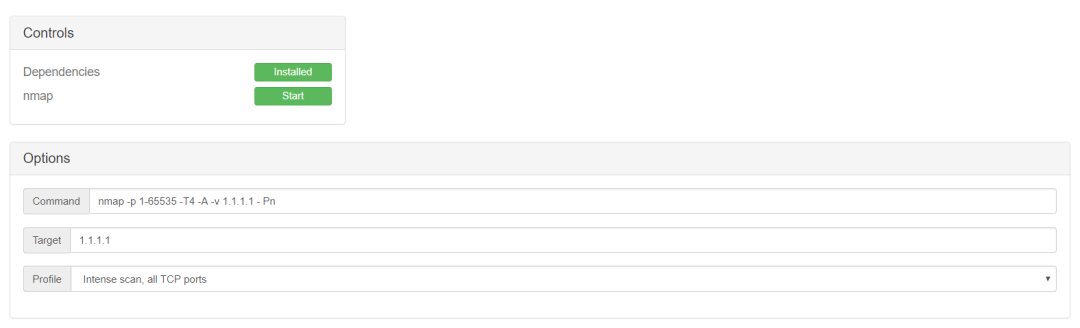 Controls
Dependencies Installed
nmap Start
Options
Command nmap -p 1-65535 -T4 -A -v 1.1.1.1 - Pn
Target 1.1.1.1
Profile Intense scan, all TCP ports